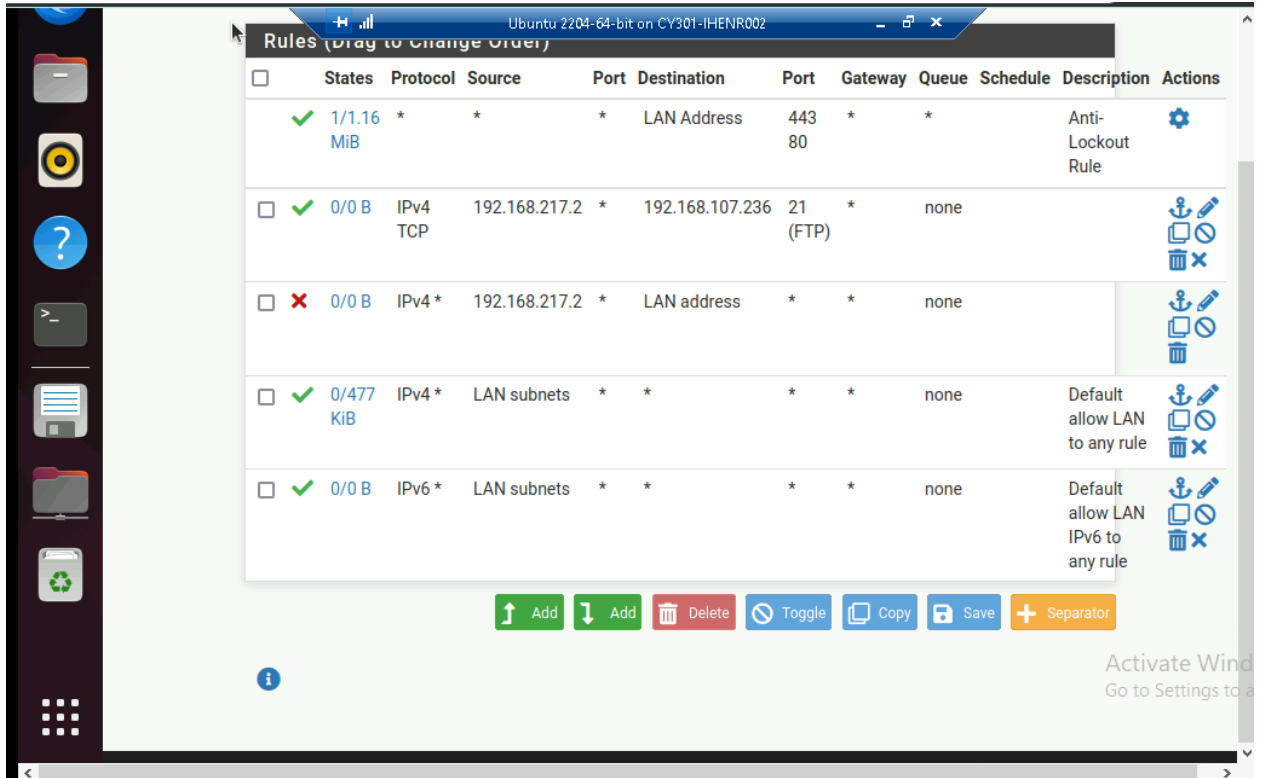 Ubuntu 2204-64-bit on CY301-IHENR002
Rules (Drag to Change Order)
States Protocol Source Port Destination Port Gateway Queue Schedule Description Actions
1/1.16 * * * LAN Address 443 * * Anti-
MiB 80 Lockout
Rule
0/0 B IPv4 192.168.217.2 * 192.168.107.236 21 * none
TCP (FTP)
0/0 B IPv4 * 192.168.217.2 * LAN address * * none
0/477 IPv4 * LAN subnets * * * * none Default
KiB allow LAN
to any rule
0/0 B IPv6 * LAN subnets * * * * none Default
allow LAN
IPv6 to
any rule
Add Add Delete Toggle Copy Save Separator
Activate Wind
Go to Settings to a